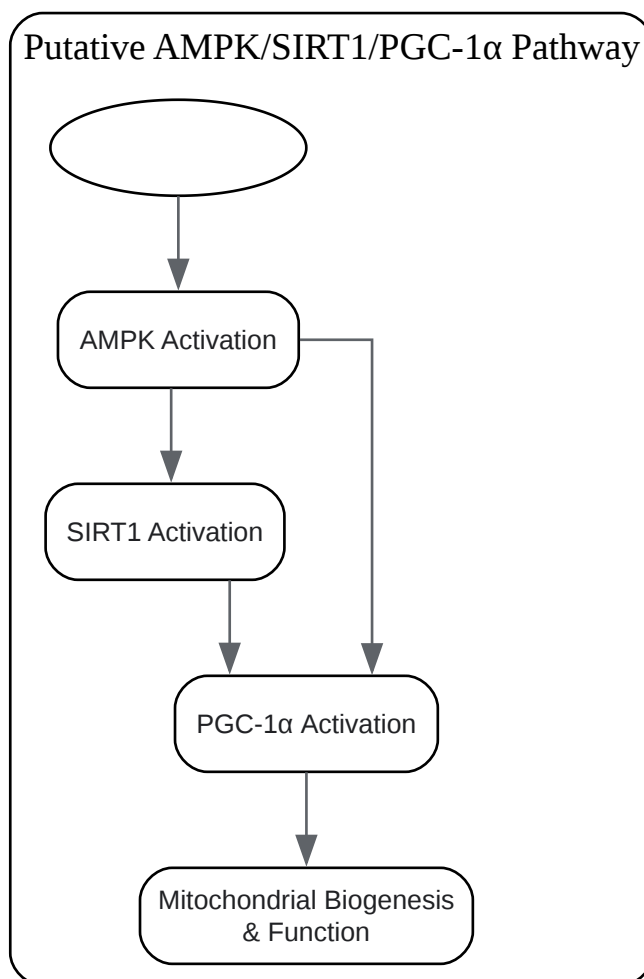 Putative AMPK/SIRT1/PGC-1α Pathway
AMPK Activation
SIRT1 Activation
PGC-1α Activation
Mitochondrial Biogenesis
& Function